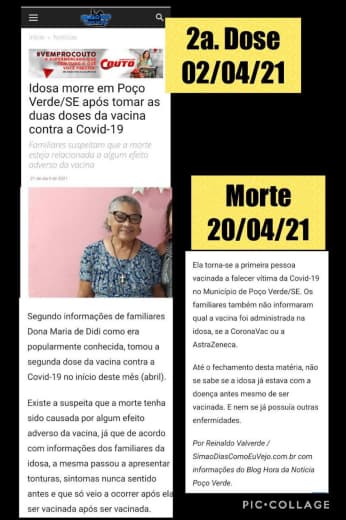 2a. Dose
02/04/21
Início > Notícias
#VEMPROCOUTO
COUTO
Idosa morre em Poço
Verde/SE após tomar as
duas doses da vacina
contra a Covid-19
Familiares suspeitam que a morte
esteja relacionada a algum efeito
adverso da vacina
21 de abril de 2021
Segundo informações de familiares
Dona Maria de Didi como era
popularmente conhecida, tomou a
segunda dose da vacina contra a
Covid-19 no início deste mês (abril).
Existe a suspeita que a morte tenha
sido causada por algum efeito
adverso da vacina, já que de acordo
com informações dos familiares da
idosa, a mesma passou a apresentar
tonturas, sintomas nunca sentido
antes e que só veio a ocorrer após ela
ser vacinada após ser vacinada.
Morte
20/04/21
Ela torna-se a primeira pessoa
vacinada a falecer vítima da Covid-19
no Município de Poço Verde/SE. Os
familiares também não informaram
qual a vacina foi administrada na
idosa, se a CoronaVac ou a
AstraZeneca.
Até o fechamento desta matéria, não
se sabe se a idosa já estava com a
doença antes mesmo de ser
vacinada. E nem se já possuía outras
enfermidades.
Por Reinaldo Valverde /
SimaoDiasComoEuVejo.com.br com
informações do Blog Hora da Notícia
Poço Verde.
PIC•COLLAGE